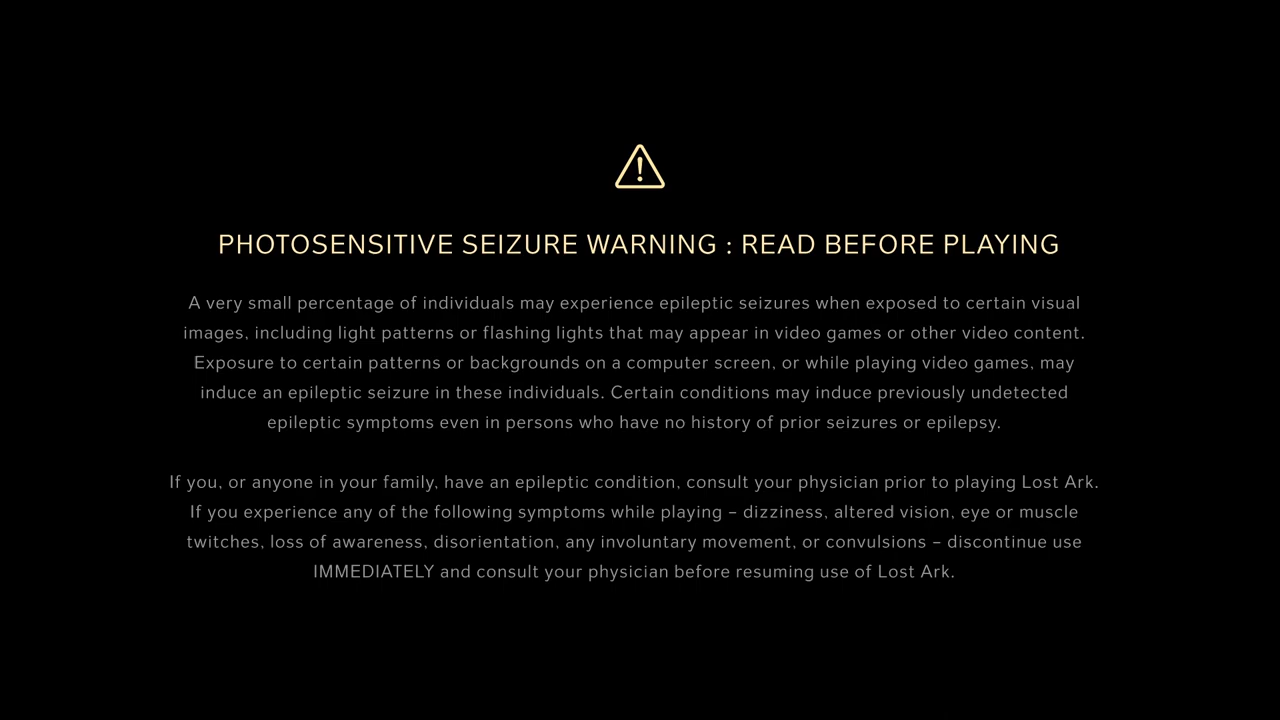 PHOTOSENSITIVE SEIZURE WARNING : READ BEFORE PLAYING
A very small percentage of individuals may experience epileptic seizures when exposed to certain visual
images, including light patterns or flashing lights that may appear in video games or other video content.
Exposure to certain patterns or backgrounds on a computer screen, or while playing video games, may
induce an epileptic seizure in these individuals. Certain conditions may induce previously undetected
epileptic symptoms even in persons who have no history of prior seizures or epilepsy.
If you, or anyone in your family, have an epileptic condition, consult your physician prior to playing Lost Ark.
If you experience any of the following symptoms while playing – dizziness, altered vision, eye or muscle
twitches, loss of awareness, disorientation, any involuntary movement, or convulsions – discontinue use
IMMEDIATELY and consult your physician before resuming use of Lost Ark.